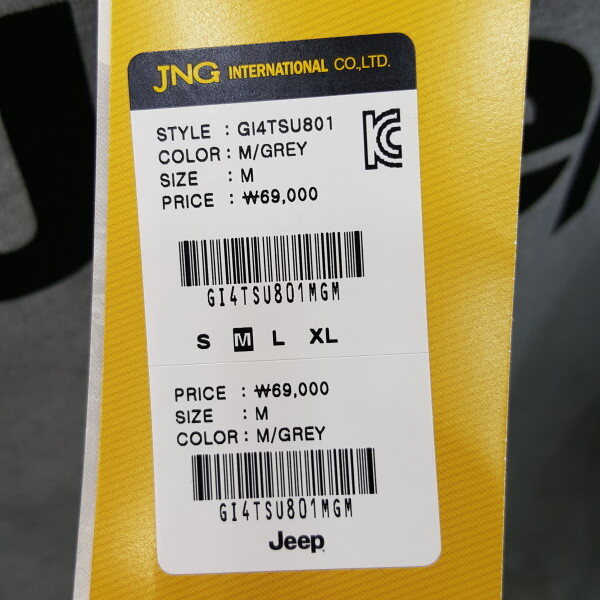 JNG INTERNATIONAL CO.,LTD.
STYLE : GI4TSU801
COLOR : M/GREY
SIZE : M
PRICE : ₩69,000
GI4TSU801MGM
S M L XL
PRICE : ₩69,000
SIZE : M
COLOR : M/GREY
GI4TSU801MGM
Jeep